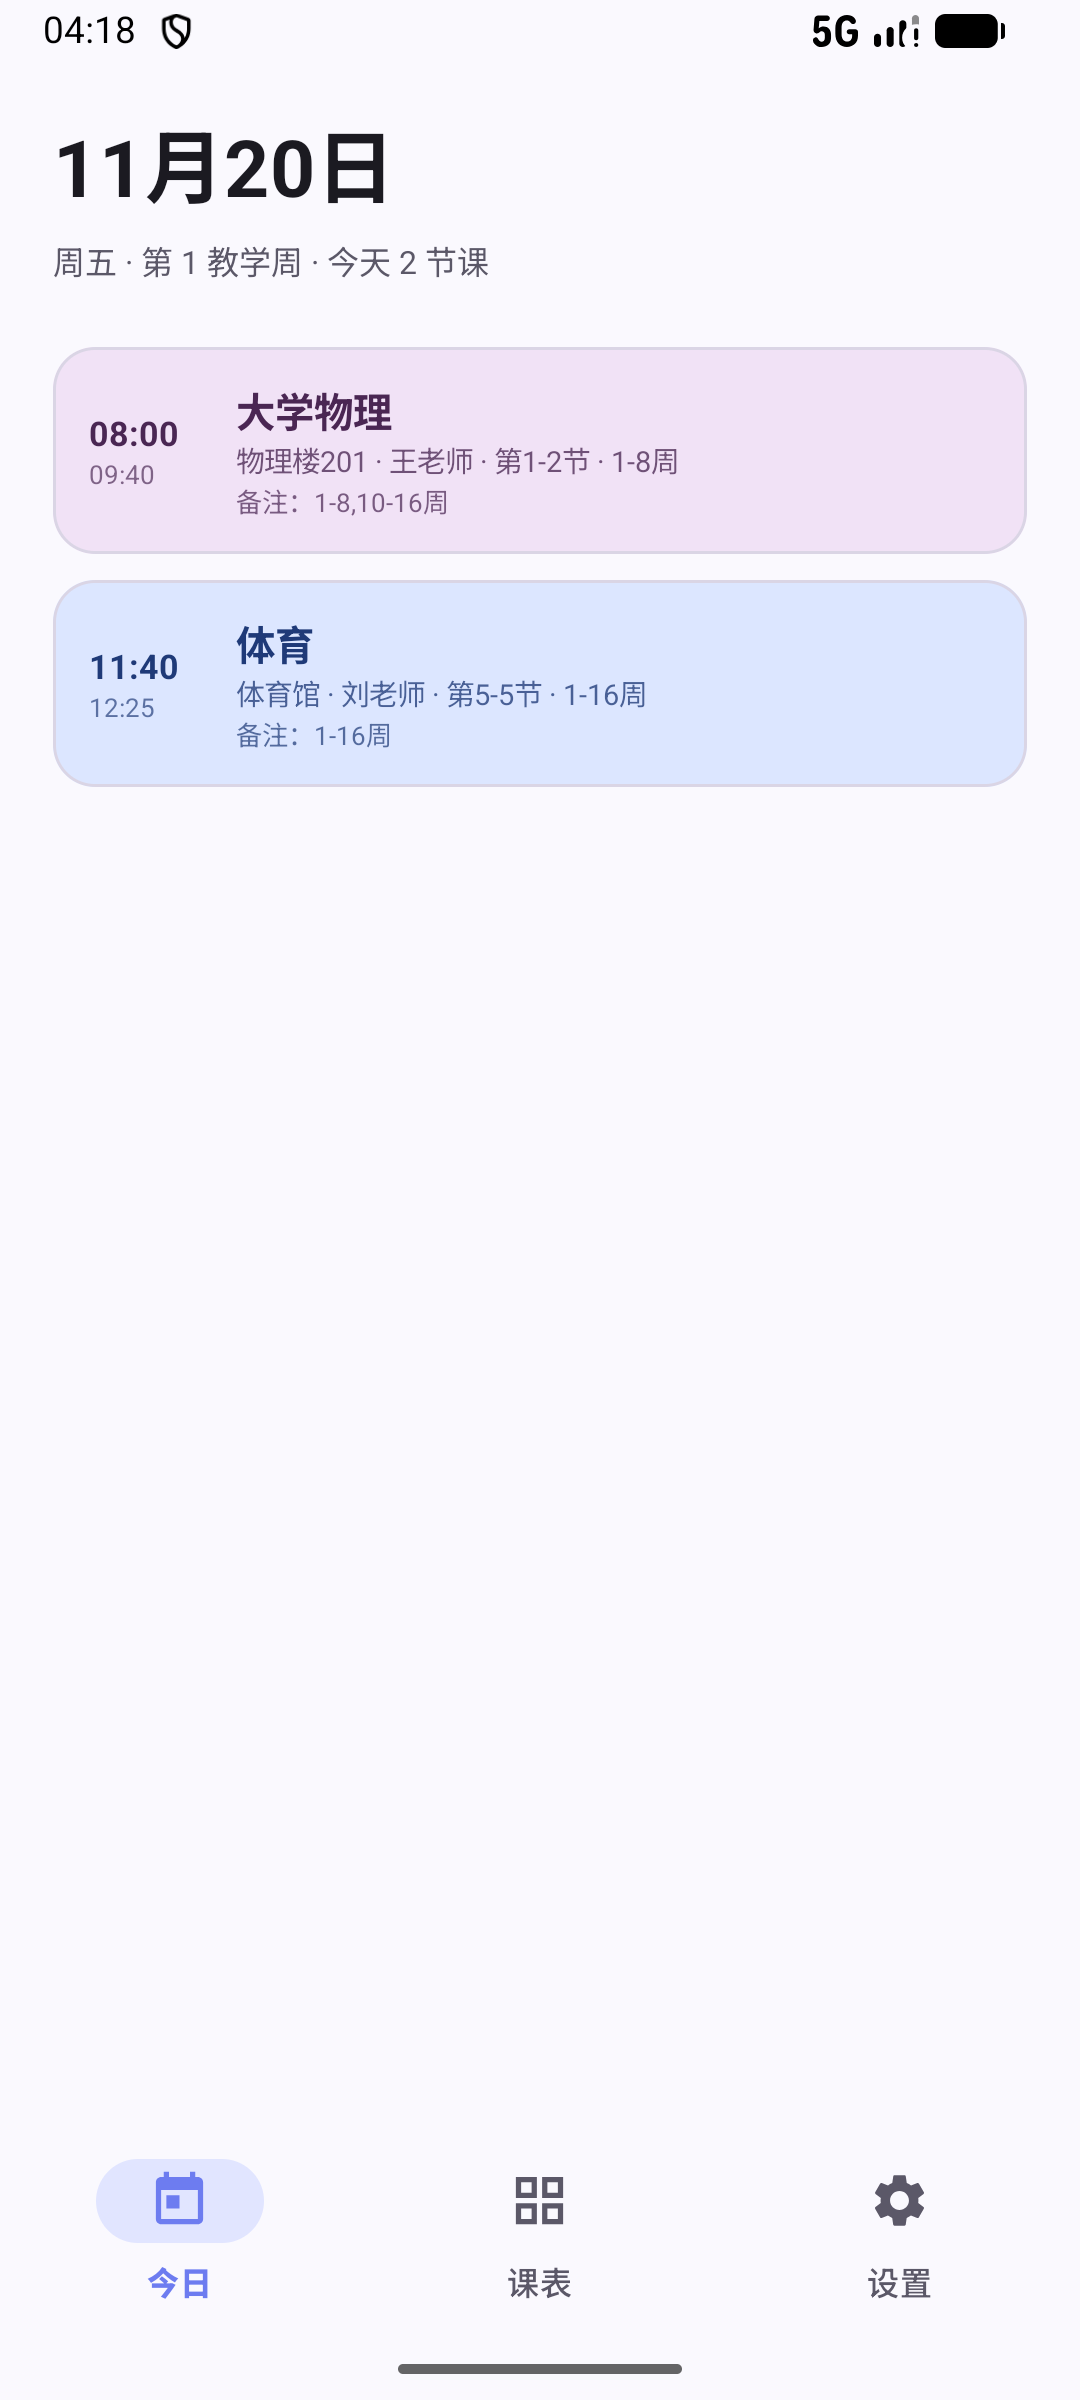 04:18
5G
11月20日
周五 · 第 1 教学周 · 今天 2 节课
08:00
09:40
大学物理
物理楼201 · 王老师 · 第1-2节 · 1-8周
备注：1-8,10-16周
11:40
12:25
体育
体育馆 · 刘老师 · 第5-5节 · 1-16周
备注：1-16周
今日
课表
设置